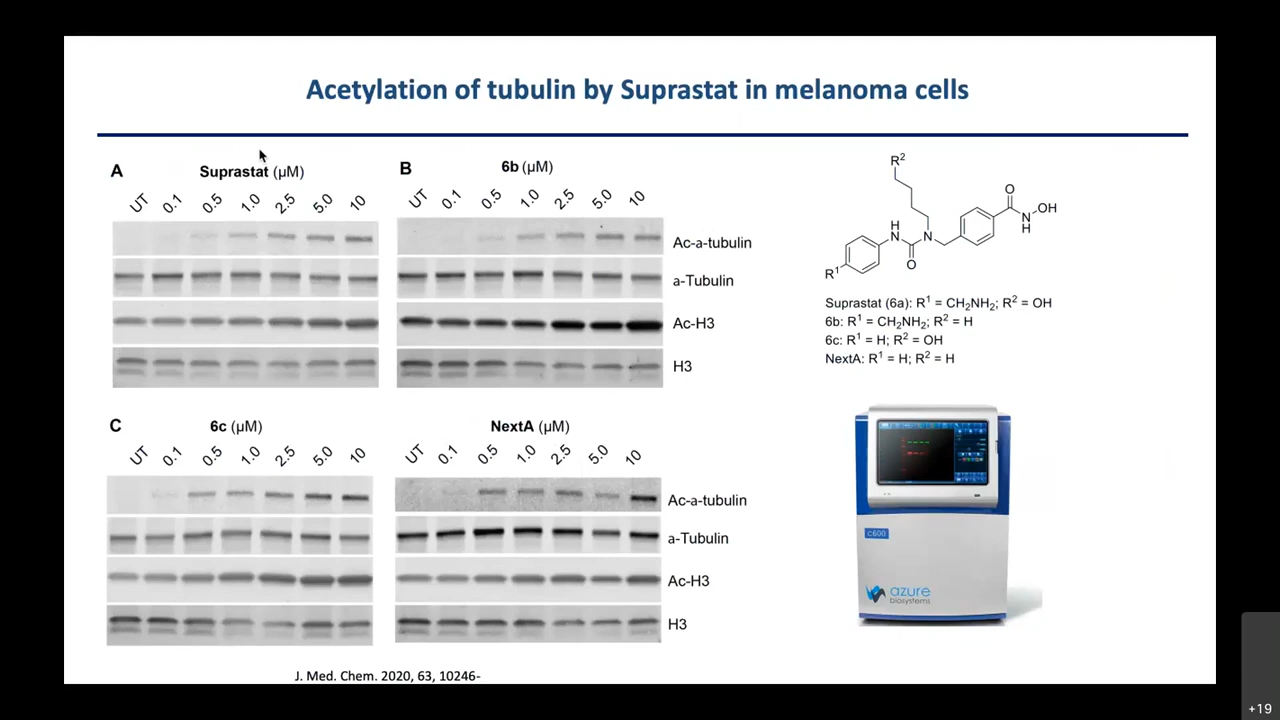 Acetylation of tubulin by Suprastat in melanoma cells
A
Suprastat (µM)
UT 0.1 0.5 1.0 2.5 5.0 10
B
6b (µM)
UT 0.1 0.5 1.0 2.5 5.0 10
Ac-a-tubulin
a-Tubulin
Ac-H3
H3
C
6c (µM)
UT 0.1 0.5 1.0 2.5 5.0 10
NextA (µM)
UT 0.1 0.5 1.0 2.5 5.0 10
Ac-a-tubulin
a-Tubulin
Ac-H3
H3
R²
O
OH
H
N
N
N
H
O
R¹
Suprastat (6a): R¹ = CH₂NH₂; R² = OH
6b: R¹ = CH₂NH₂; R² = H
6c: R¹ = H; R² = OH
NextA: R¹ = H; R² = H
c600
azure
biosystems
J. Med. Chem. 2020, 63, 10246-
+19